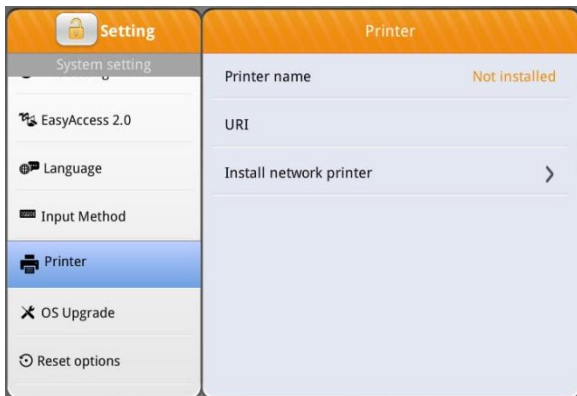 Setting
System setting
EasyAccess 2.0
Language
Input Method
Printer
OS Upgrade
Reset options
Printer
Printer name Not installed
URI
Install network printer